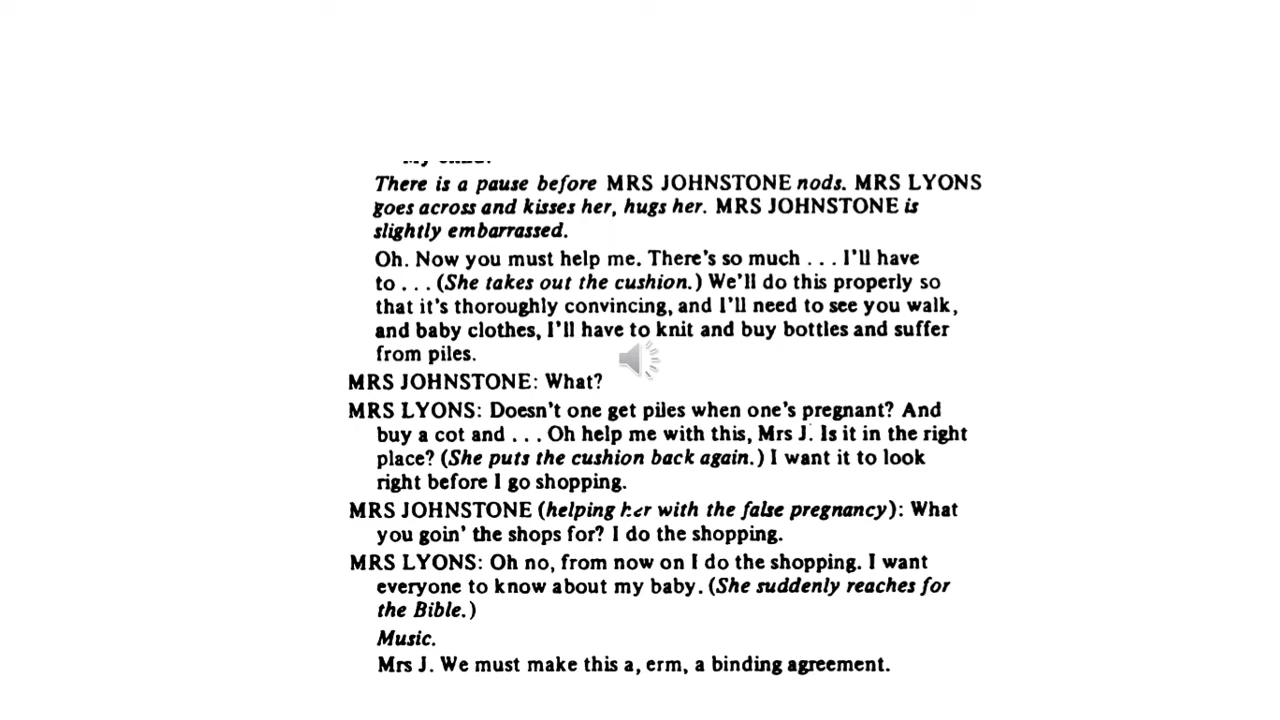 There is a pause before MRS JOHNSTONE nods. MRS LYONS
goes across and kisses her, hugs her. MRS JOHNSTONE is
slightly embarrassed.
Oh. Now you must help me. There's so much . . . I'll have
to . . . (She takes out the cushion.) We'll do this properly so
that it's thoroughly convincing, and I'll need to see you walk,
and baby clothes, I'll have to knit and buy bottles and suffer
from piles.
MRS JOHNSTONE: What?
MRS LYONS: Doesn't one get piles when one's pregnant? And
buy a cot and . . . Oh help me with this, Mrs J. Is it in the right
place? (She puts the cushion back again.) I want it to look
right before I go shopping.
MRS JOHNSTONE (helping her with the false pregnancy): What
you goin' the shops for? I do the shopping.
MRS LYONS: Oh no, from now on I do the shopping. I want
everyone to know about my baby. (She suddenly reaches for
the Bible.)
Music.
Mrs J. We must make this a, erm, a binding agreement.